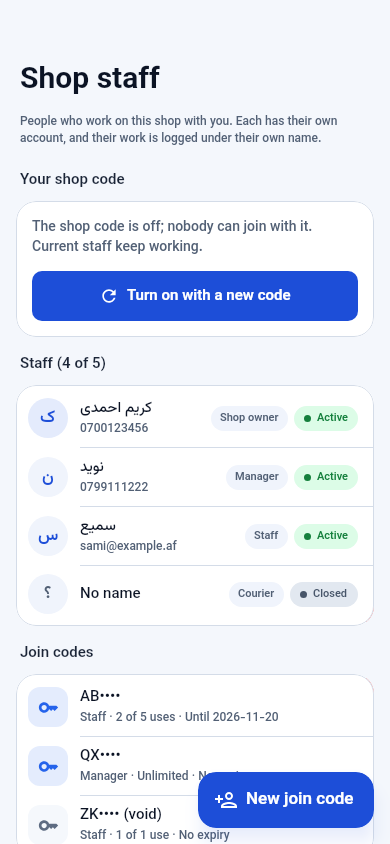 Shop staff
People who work on this shop with you. Each has their own
account, and their work is logged under their own name.
Your shop code
The shop code is off; nobody can join with it.
Current staff keep working.
Turn on with a new code
Staff (4 of 5)
ک
کریم احمدی
0700123456
Shop owner
Active
ن
نوید
0799111222
Manager
Active
س
سمیع
sami@example.af
Staff
Active
؟
No name
Courier
Closed
Join codes
AB••••
Staff · 2 of 5 uses · Until 2026-11-20
QX••••
Manager · Unlimited ·
New join code
ZK•••• (void)
Staff · 1 of 1 use · No expiry